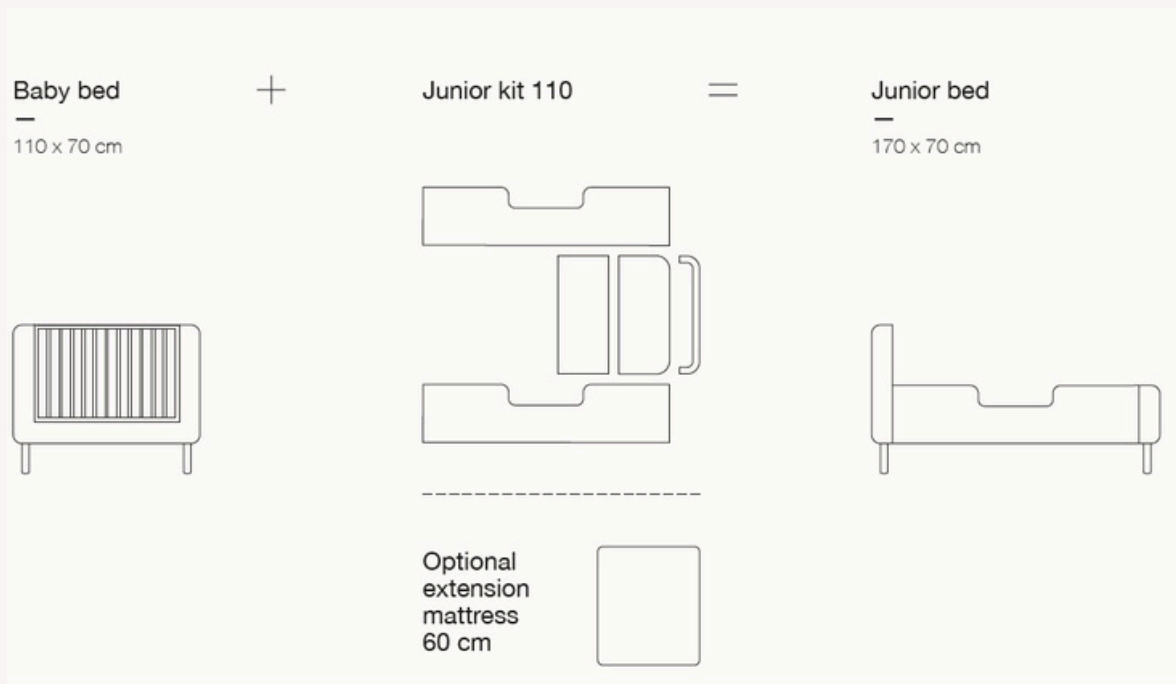 Baby bed
+
Junior kit 110
=
Junior bed
110 x 70 cm
170 x 70 cm
Optional
extension
mattress
60 cm